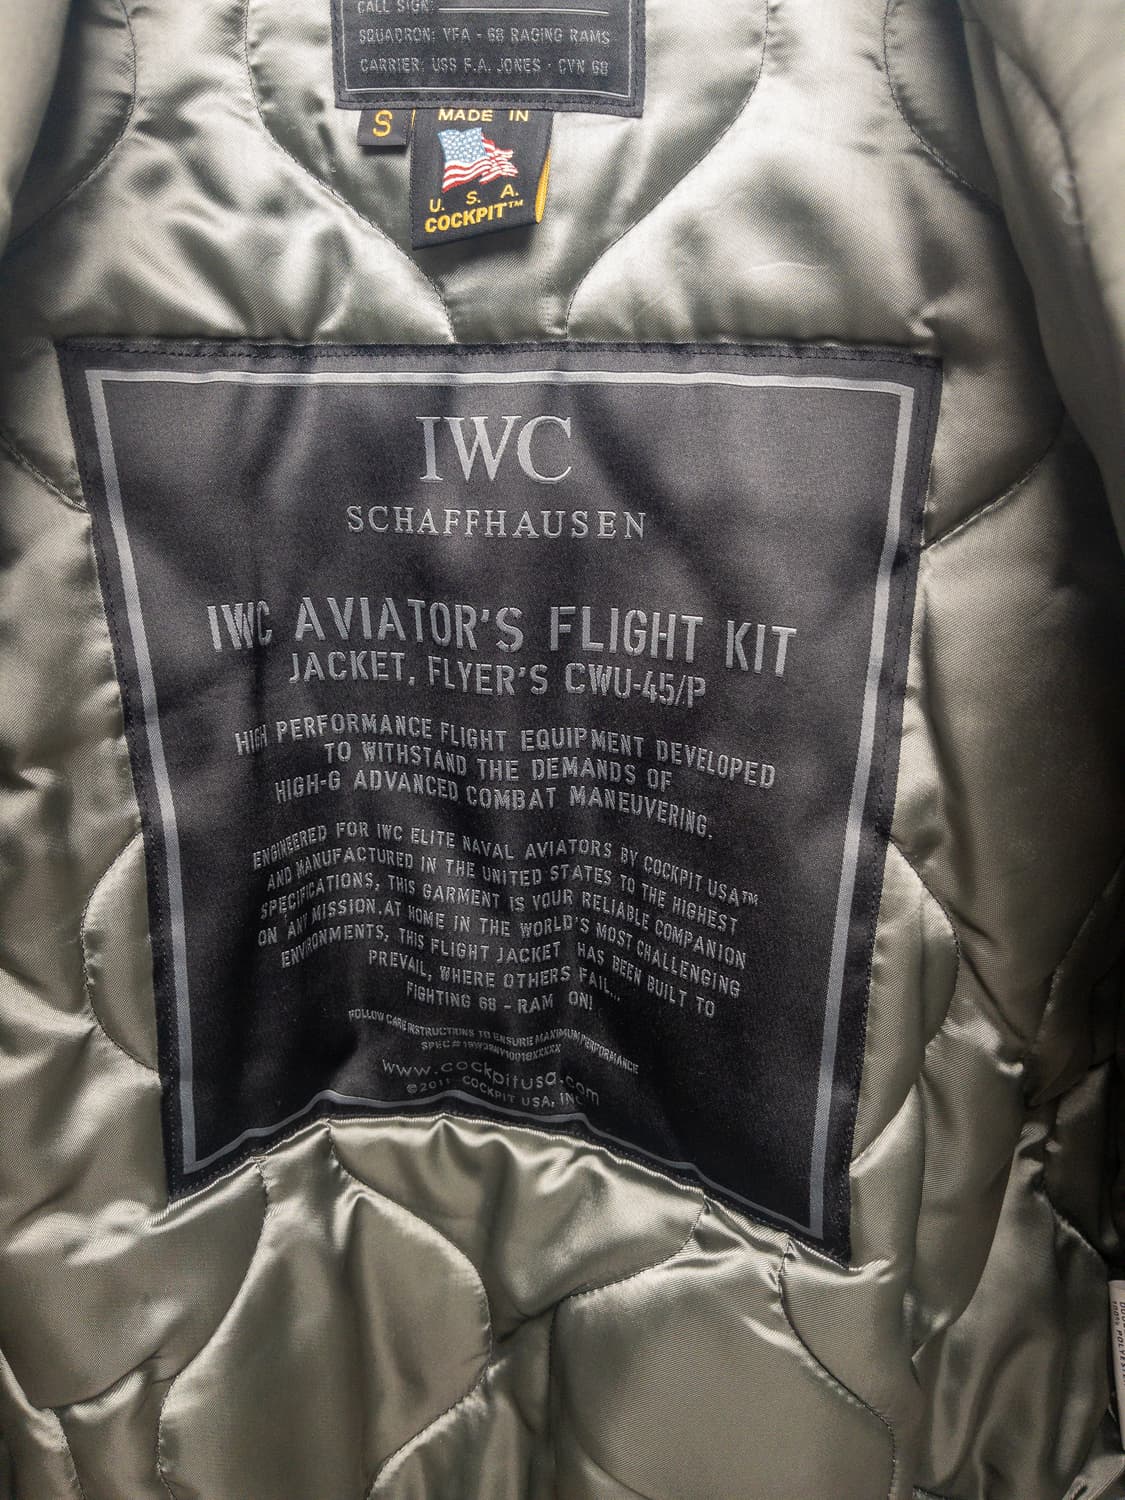 CALL SIGN:
SQUADRON: VFA - 68 RAGING RAMS
CARRIER: USS F.A. JONES - CVN 68
S
MADE IN
U. S. A.
COCKPIT™
IWC
SCHAFFHAUSEN
IWC AVIATOR'S FLIGHT KIT
JACKET, FLYER'S CWU-45/P
HIGH PERFORMANCE FLIGHT EQUIPMENT DEVELOPED
TO WITHSTAND THE DEMANDS OF
HIGH-G ADVANCED COMBAT MANEUVERING.
ENGINEERED FOR IWC ELITE NAVAL AVIATORS BY COCKPIT USA™
AND MANUFACTURED IN THE UNITED STATES TO THE HIGHEST
SPECIFICATIONS, THIS GARMENT IS YOUR RELIABLE COMPANION
ON ANY MISSION.AT HOME IN THE WORLD'S MOST CHALLENGING
ENVIRONMENTS, THIS FLIGHT JACKET HAS BEEN BUILT TO
PREVAIL, WHERE OTHERS FAIL...
FIGHTING 68 - RAM ON!
FOLLOW CARE INSTRUCTIONS TO ENSURE MAXIMUM PERFORMANCE
SPEC #
www.cockpitusa.com
©2011 COCKPIT USA, INC.